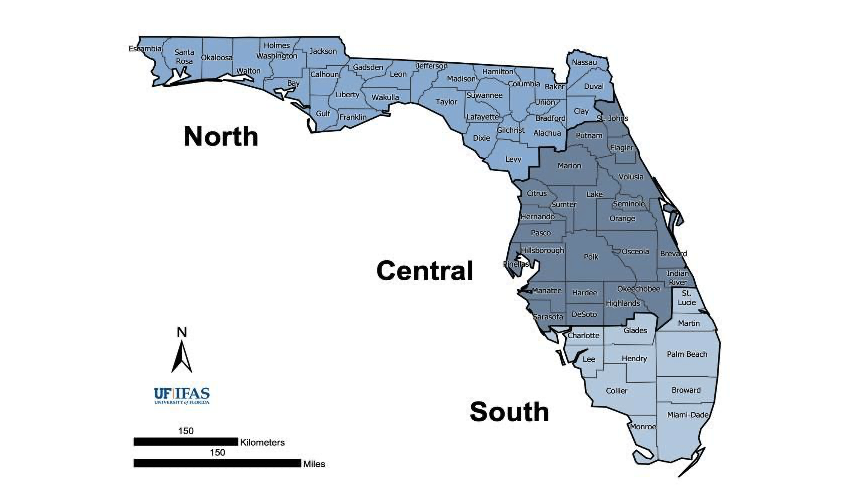 Escambia
Santa
Rosa
Okaloosa
Walton
Holmes
Washington
Bay
Jackson
Calhoun
Gulf
Liberty
Franklin
Gadsden
Leon
Wakulla
Jefferson
Madison
Taylor
Hamilton
Suwannee
Lafayette
Dixie
Columbia
Gilchrist
Levy
Baker
Union
Bradford
Alachua
Nassau
Duval
Clay
St. Johns
Putnam
Flagler
Marion
Volusia
Citrus
Sumter
Lake
Seminole
Orange
Hernando
Pasco
Hillsborough
Pinellas
Polk
Osceola
Brevard
Indian
River
Manatee
Hardee
Okeechobee
Highlands
Sarasota
DeSoto
St.
Lucie
Martin
Charlotte
Glades
Lee
Hendry
Palm Beach
Collier
Broward
Monroe
Miami-Dade
North
Central
South
N
UF|IFAS
UNIVERSITY of FLORIDA
150
Kilometers
150
Miles